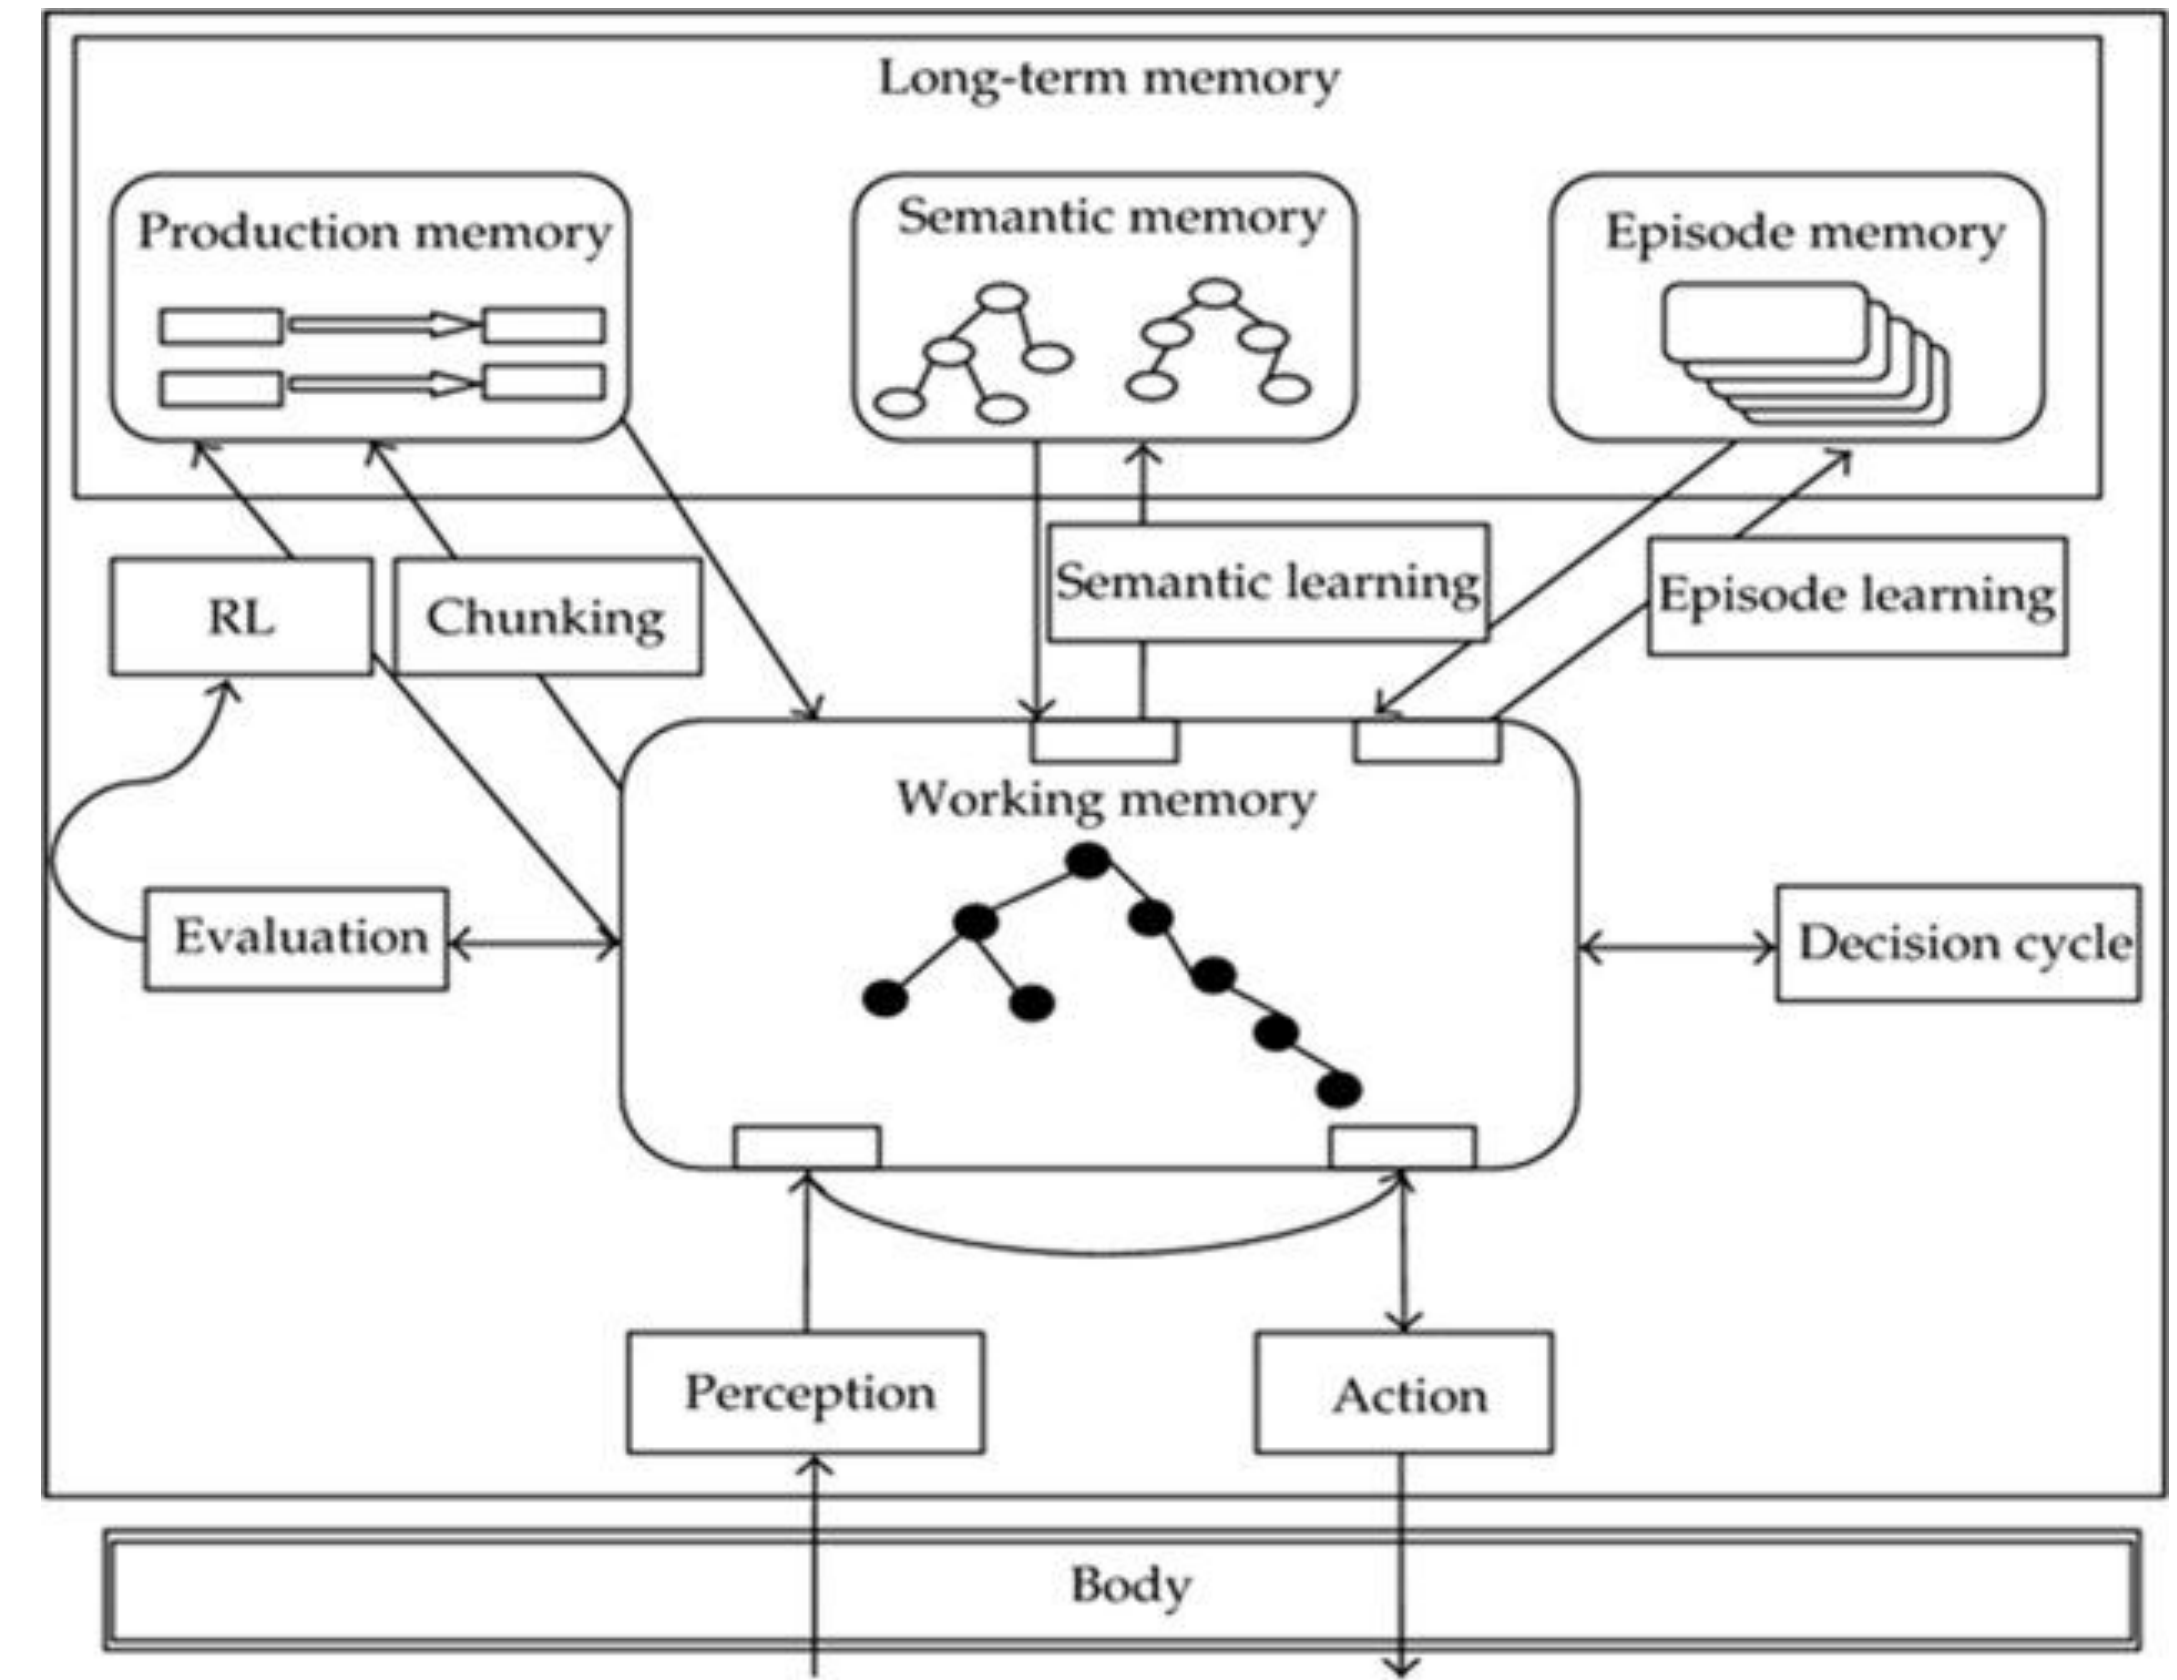 Long-term memory
Production memory
Semantic memory
Episode memory
RL
Chunking
Semantic learning
Episode learning
Working memory
Evaluation
Decision cycle
Perception
Action
Body